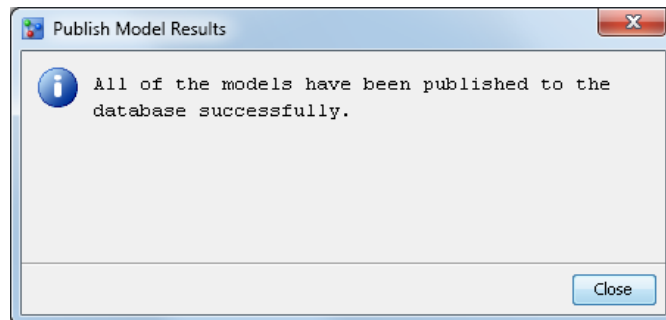 Publish Model Results
All of the models have been published to the
database successfully.
Close